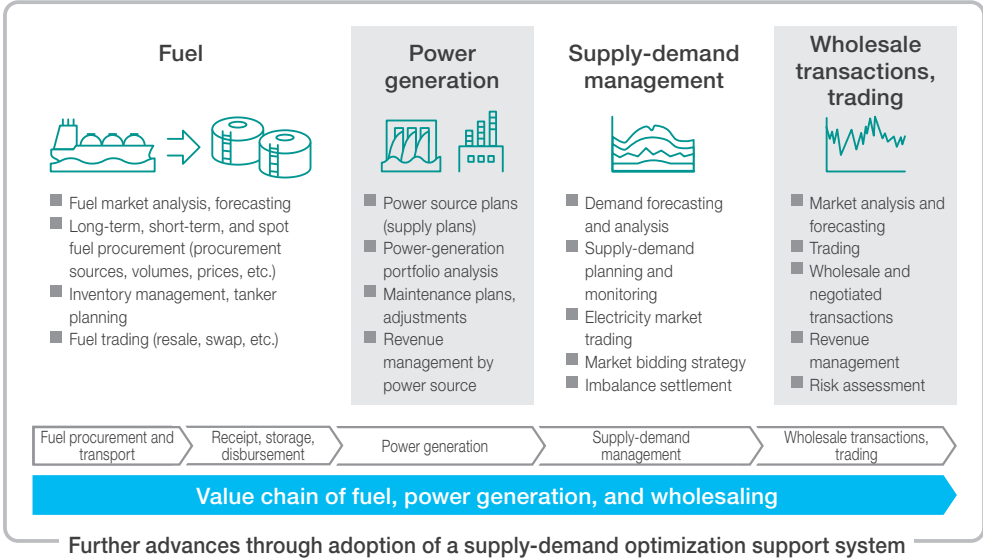 Fuel
Fuel market analysis, forecasting
Long-term, short-term, and spot
fuel procurement (procurement
sources, volumes, prices, etc.)
Inventory management, tanker
planning
Fuel trading (resale, swap, etc.)
Power
generation
Power source plans
(supply plans)
Power-generation
portfolio analysis
Maintenance plans,
adjustments
Revenue
management by
power source
Supply-demand
management
Demand forecasting
and analysis
Supply-demand
planning and
monitoring
Electricity market
trading
Market bidding strategy
Imbalance settlement
Wholesale
transactions,
trading
Market analysis and
forecasting
Trading
Wholesale and
negotiated
transactions
Revenue
management
Risk assessment
Fuel procurement and
transport
Receipt, storage,
disbursement
Power generation
Supply-demand
management
Wholesale transactions,
trading
Value chain of fuel, power generation, and wholesaling
Further advances through adoption of a supply-demand optimization support system